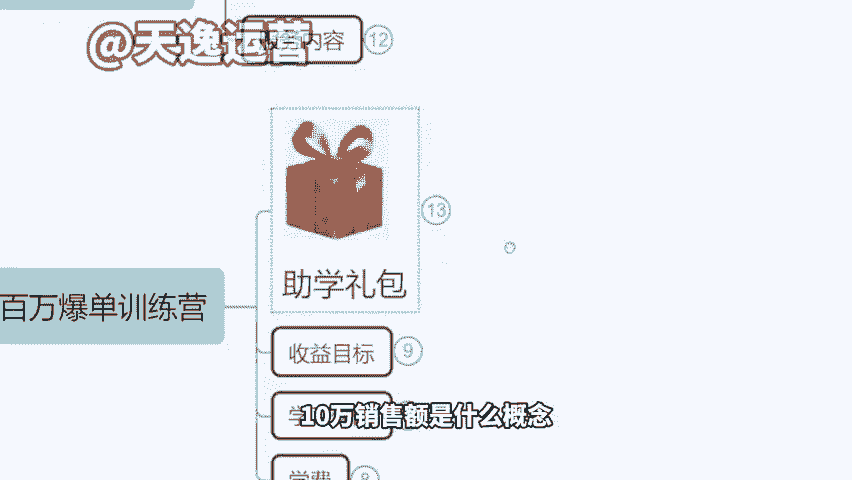 @天逸运营
服务内容 12
13
助学礼包
百万爆单训练营
收益目标 9
10万销售额是什么概念
学费 8